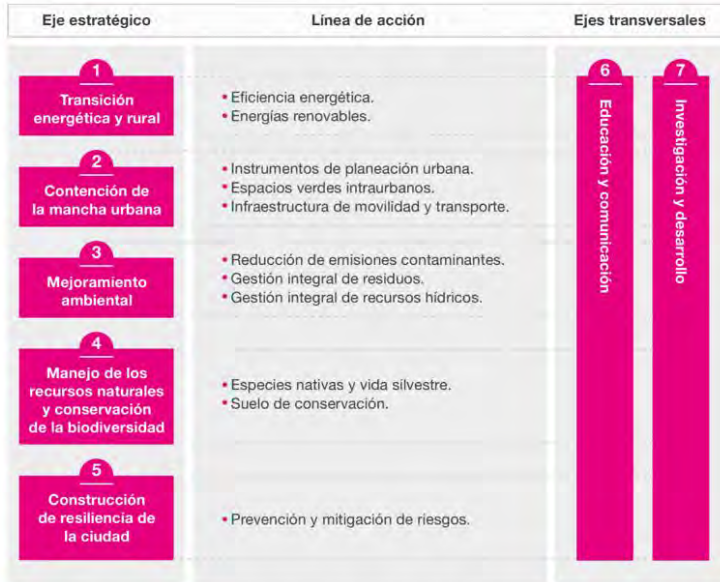 Eje estratégico
Línea de acción
Ejes transversales
1
Transición
energética y rural
• Eficiencia energética.
• Energías renovables.
2
Contención de
la mancha urbana
• Instrumentos de planeación urbana.
• Espacios verdes intraurbanos.
• Infraestructura de movilidad y transporte.
3
Mejoramiento
ambiental
• Reducción de emisiones contaminantes.
• Gestión integral de residuos.
• Gestión integral de recursos hídricos.
4
Manejo de los
recursos naturales
y conservación
de la biodiversidad
• Especies nativas y vida silvestre.
• Suelo de conservación.
5
Construcción
de resiliencia de
la ciudad
• Prevención y mitigación de riesgos.
6
Educación y comunicación
7
Investigación y desarrollo